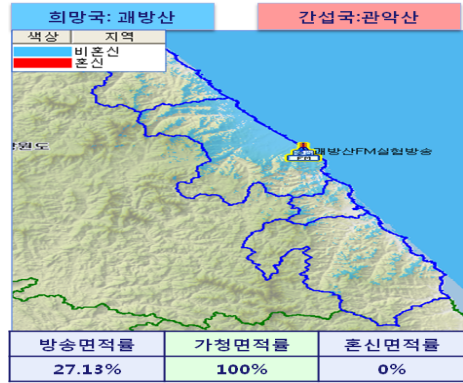 희망국: 괘방산
간섭국:관악산
색상 지역
비혼신
혼신
원도
괘방산FM실험방송
방송면적률 가청면적률 혼신면적률
27.13% 100% 0%